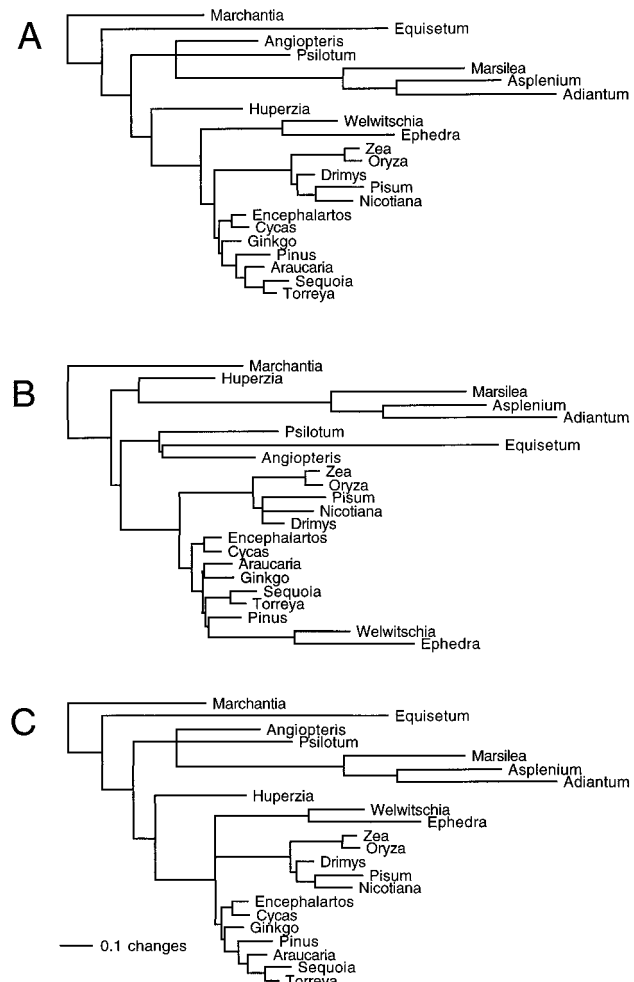 A
Marchantia
Equisetum
Angiopteris
Psilotum
Marsilea
Asplenium
Adiantum
Huperzia
Welwitschia
Ephedra
Zea
Oryza
Drimys
Pisum
Nicotiana
Encephalartos
Cycas
Ginkgo
Pinus
Araucaria
Sequoia
Torreya
B
Marchantia
Huperzia
Marsilea
Asplenium
Adiantum
Psilotum
Equisetum
Angiopteris
Zea
Oryza
Pisum
Nicotiana
Drimys
Encephalartos
Cycas
Araucaria
Ginkgo
Sequoia
Torreya
Pinus
Welwitschia
Ephedra
C
Marchantia
Equisetum
Angiopteris
Psilotum
Marsilea
Asplenium
Adiantum
Huperzia
Welwitschia
Ephedra
Zea
Oryza
Drimys
Pisum
Nicotiana
Encephalartos
Cycas
Ginkgo
Pinus
Araucaria
Sequoia
Torreya
0.1 changes